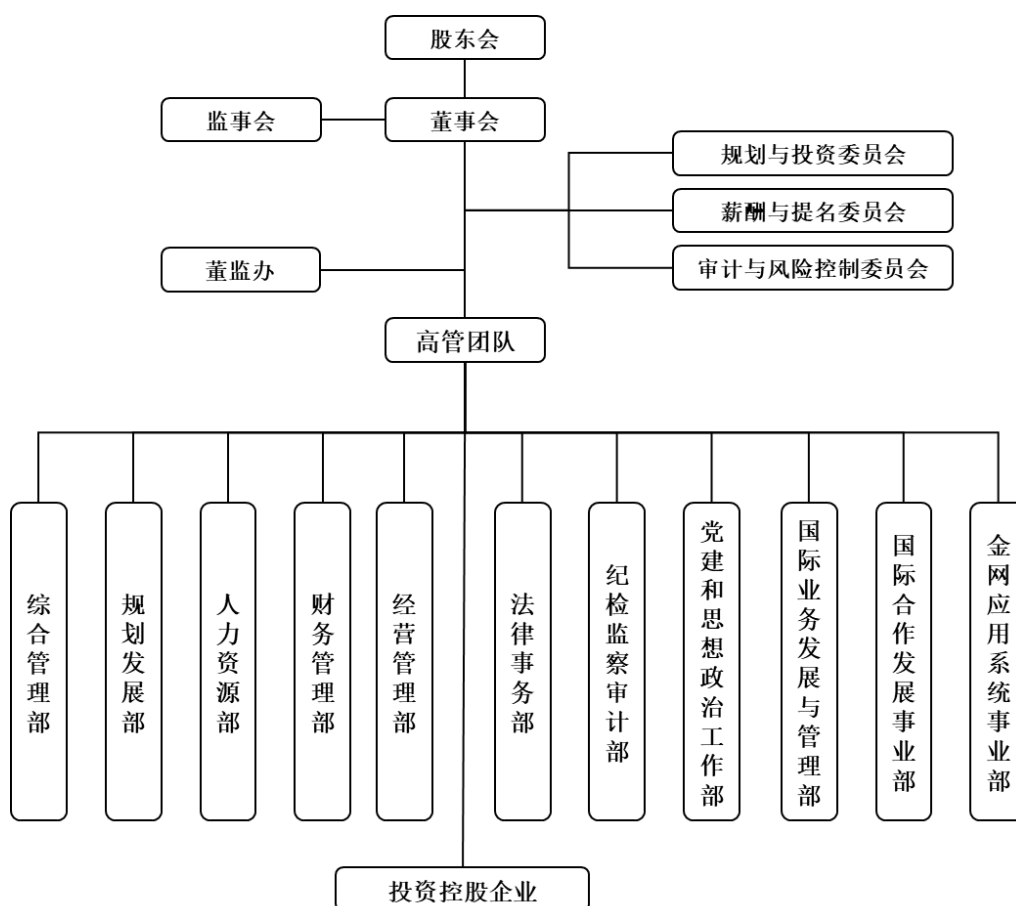 股东会
监事会
董事会
规划与投资委员会
薪酬与提名委员会
审计与风险控制委员会
董监办
高管团队
综合管理部
规划发展部
人力资源部
财务管理部
经营管理部
法律事务部
纪检监察审计部
党建和思想政治工作部
国际业务发展与管理部
国际合作发展事业部
金网应用系统事业部
投资控股企业